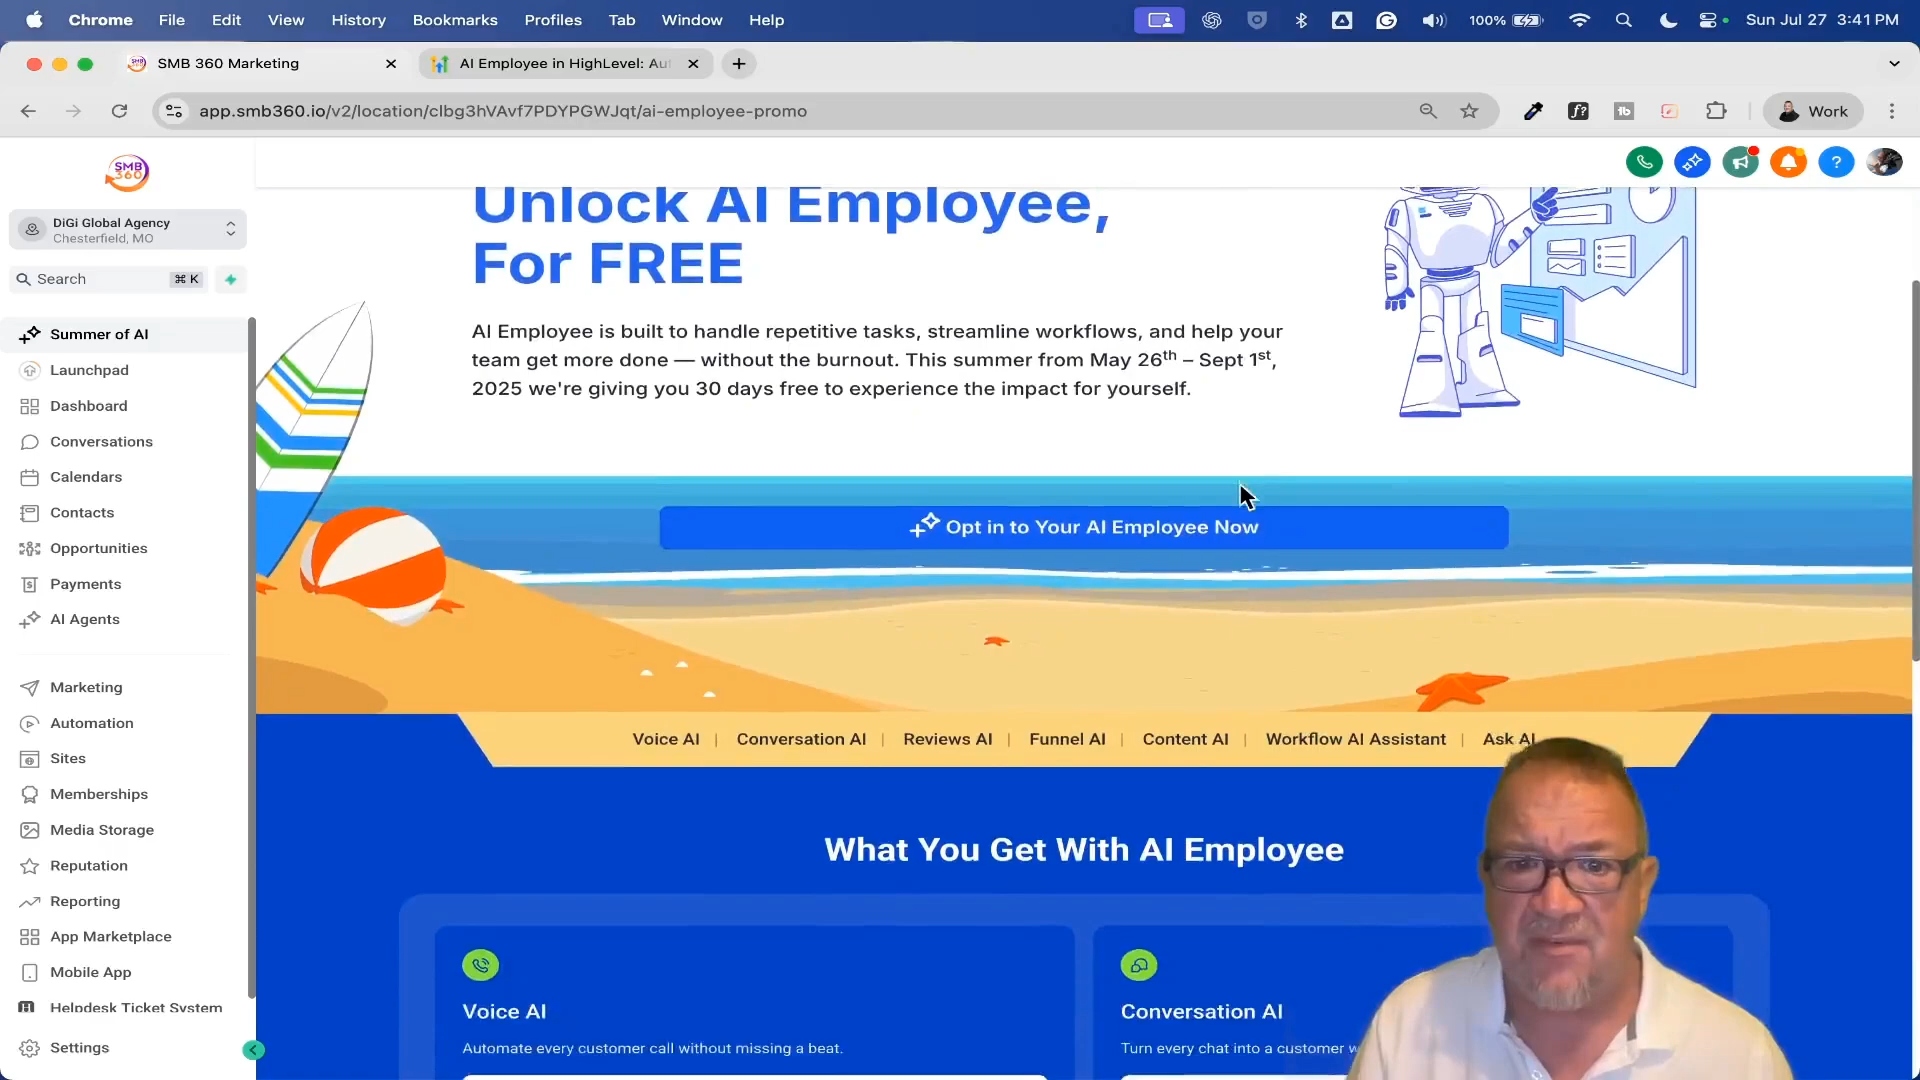 Chrome File Edit View History Bookmarks Profiles Tab Window Help 100% Sun Jul 27 3:41 PM
SMB 360 Marketing AI Employee in HighLevel: Au
app.smb360.io/v2/location/clbg3hVAvf7PDYPGWJqt/ai-employee-promo Work
SMB
360
DiGi Global Agency
Chesterfield, MO
Search ⌘ K
Summer of AI
Launchpad
Dashboard
Conversations
Calendars
Contacts
Opportunities
Payments
AI Agents
Marketing
Automation
Sites
Memberships
Media Storage
Reputation
Reporting
App Marketplace
Mobile App
Helpdesk Ticket System
Settings
Unlock AI Employee,
For FREE
AI Employee is built to handle repetitive tasks, streamline workflows, and help your
team get more done — without the burnout. This summer from May 26th – Sept 1st,
2025 we're giving you 30 days free to experience the impact for yourself.
Opt in to Your AI Employee Now
Voice AI | Conversation AI | Reviews AI | Funnel AI | Content AI | Workflow AI Assistant | Ask AI
What You Get With AI Employee
Voice AI
Automate every customer call without missing a beat.
Conversation AI
Turn every chat into a customer